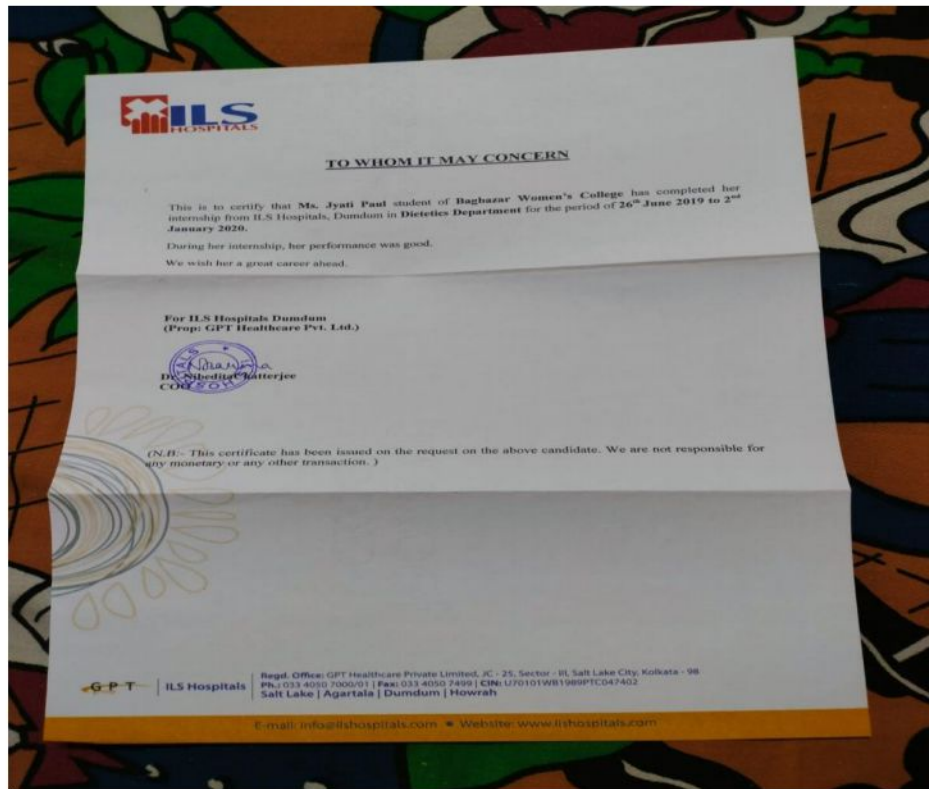 ILS
HOSPITALS
TO WHOM IT MAY CONCERN
This is to certify that Ms. Jyati Paul student of Bagbazar Women's College has completed her
internship from ILS Hospitals, Dumdum in Dietetics Department for the period of 26th June 2019 to 2nd
January 2020.
During her internship, her performance was good.
We wish her a great career ahead.
For ILS Hospitals Dumdum
(Prop: GPT Healthcare Pvt. Ltd.)
Dr. Nibedita Chatterjee
COO
(N.B:- This certificate has been issued on the request on the above candidate. We are not responsible for
any monetary or any other transaction. )
GPT
ILS Hospitals
Regd. Office: GPT Healthcare Private Limited, JC - 25, Sector - III, Salt Lake City, Kolkata - 98
Ph.: 033 4050 7000/01 | Fax: 033 4050 7499 | CIN: U70101WB1989PTC047402
Salt Lake | Agartala | Dumdum | Howrah
E-mail: info@ilshospitals.com ■ Website: www.ilshospitals.com